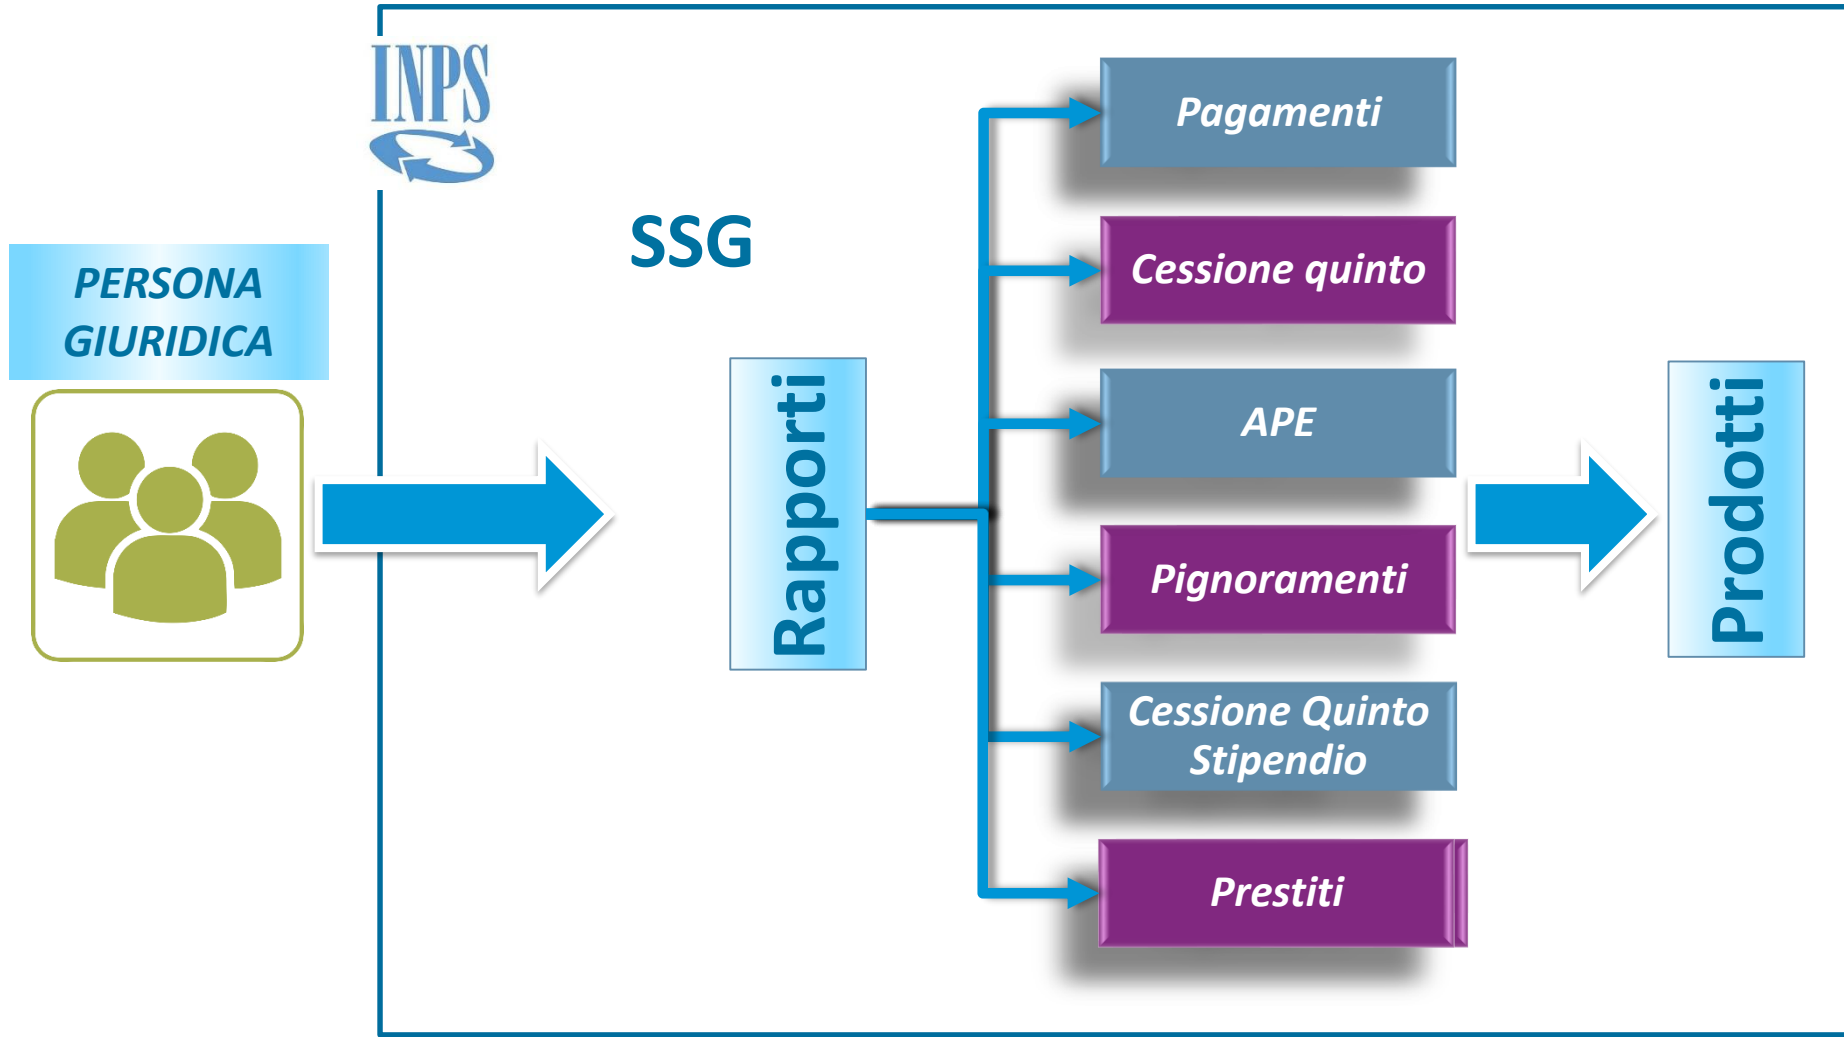 INPS
SSG
PERSONA
GIURIDICA
Rapporti
Pagamenti
Cessione quinto
APE
Pignoramenti
Cessione Quinto
Stipendio
Prestiti
Prodotti